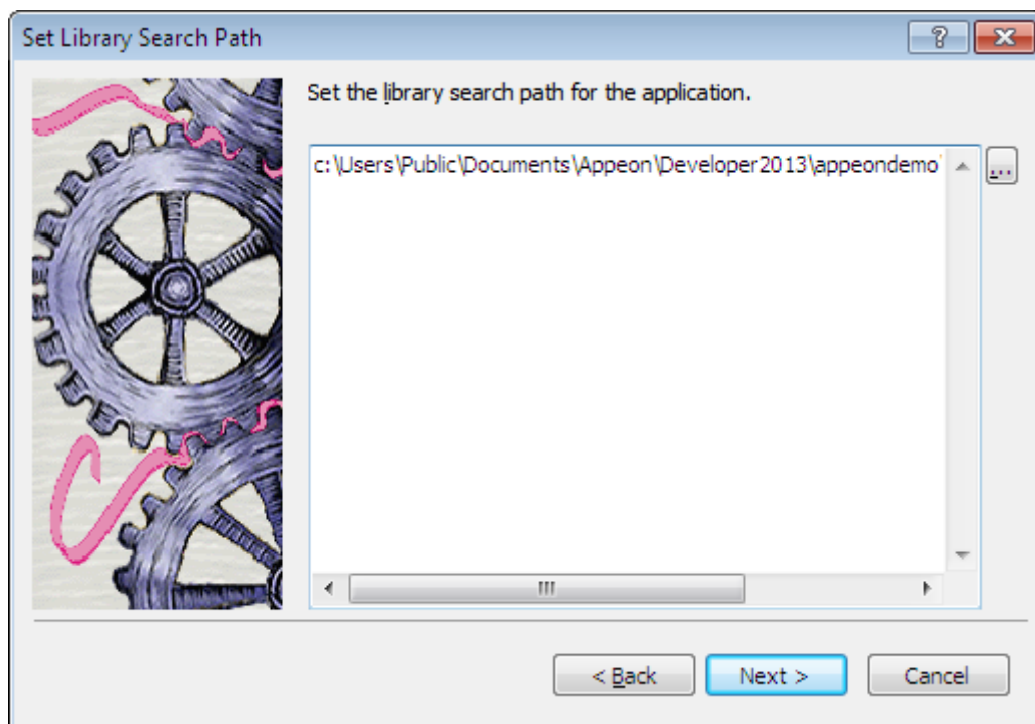 Set Library Search Path
Set the library search path for the application.
c:\Users\Public\Documents\Appeon\Developer2013\appeondemo\
...
< Back
Next >
Cancel